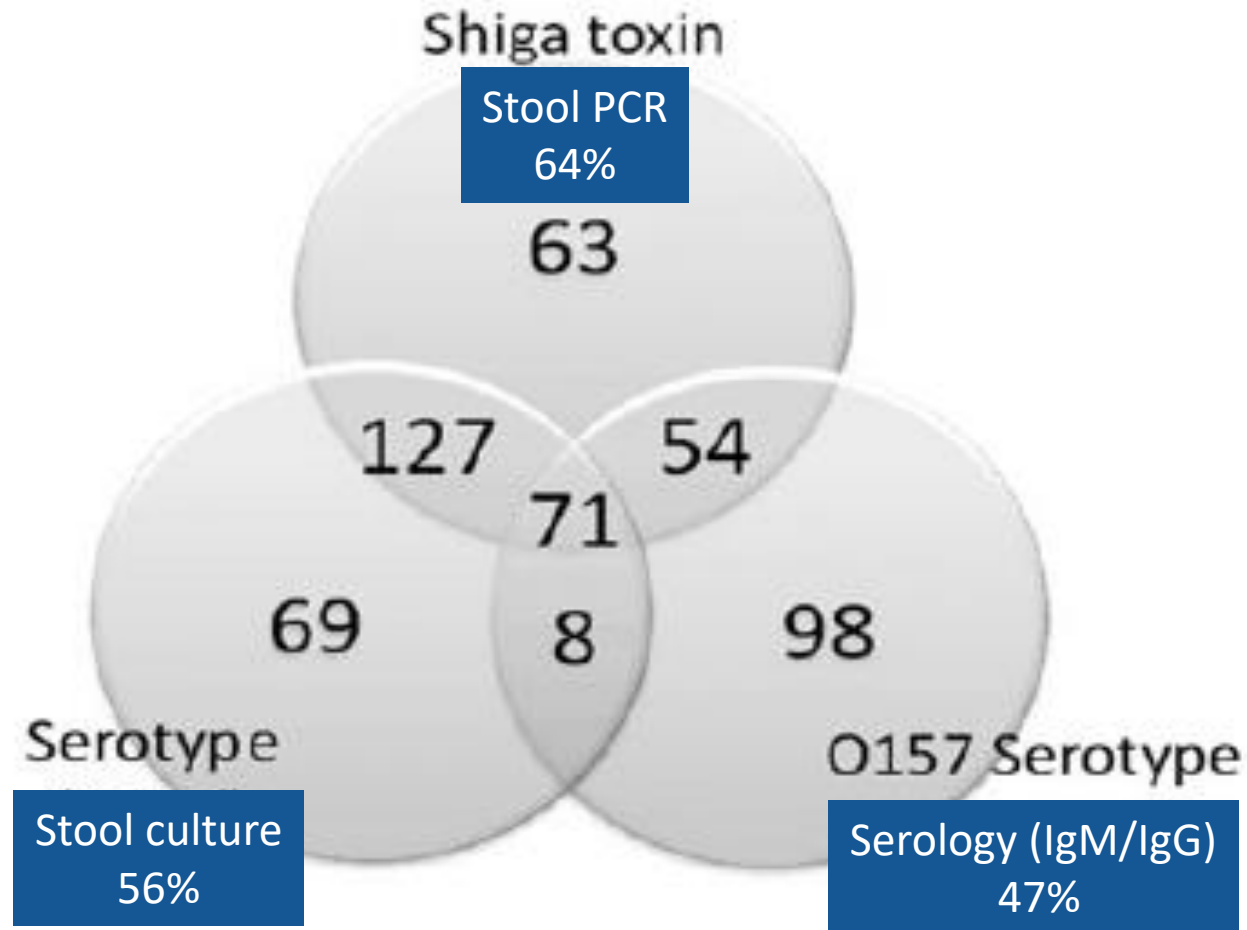 Shiga toxin
Stool PCR
64%
63
127
54
71
69
8
98
Serotype
O157 Serotype
Stool culture
56%
Serology (IgM/IgG)
47%